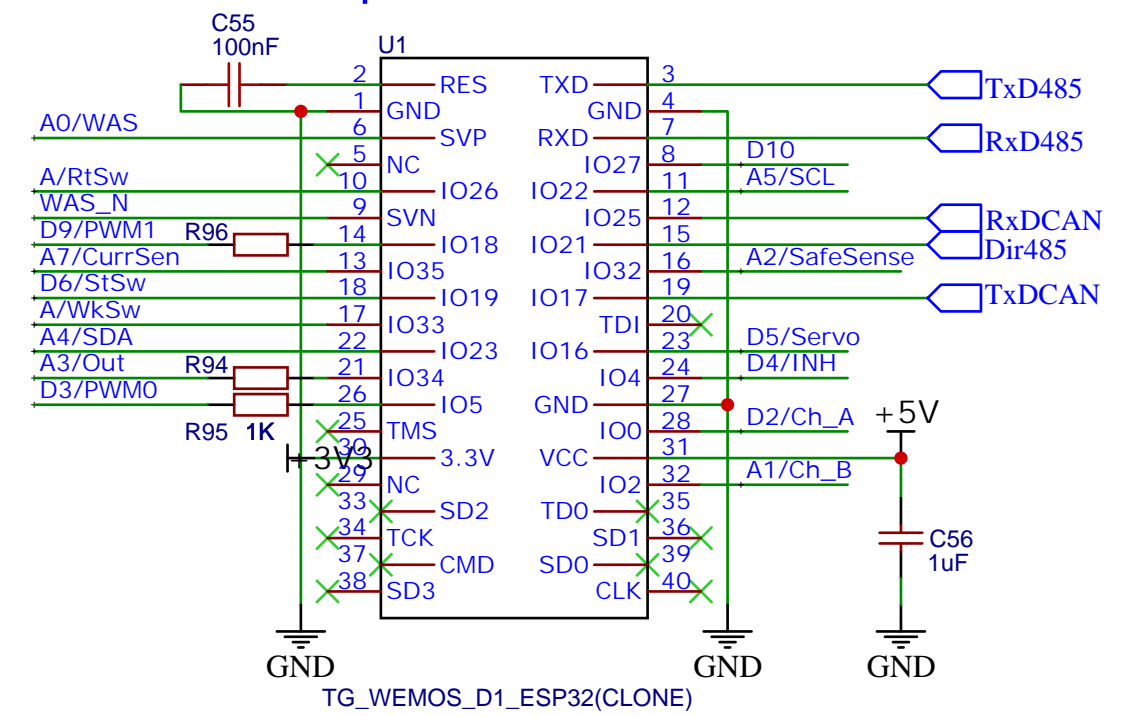 C55
100nF
U1
2 RES TXD 3 TxD485
1 GND GND 4
A0/WAS 6 SVP RXD 7 RxD485
5 NC IO27 8 D10
A/RtSw 10 IO26 IO22 11 A5/SCL
WAS_N 9 SVN IO25 12 RxDCAN
D9/PWM1 R96 14 IO18 IO21 15 Dir485
A7/CurrSen 13 IO35 IO32 16 A2/SafeSense
D6/StSw 18 IO19 IO17 19 TxDCAN
A/WkSw 17 IO33 TDI 20
A4/SDA 22 IO23 IO16 23 D5/Servo
A3/Out R94 21 IO34 IO4 24 D4/INH
D3/PWM0 26 IO5 GND 27
R95 1K 25 TMS IO0 28 D2/Ch_A +5V
+3V3 30 3.3V VCC 31
29 NC IO2 32 A1/Ch_B
33 SD2 TD0 35
34 TCK SD1 36 C56
37 CMD SD0 39 1uF
38 SD3 CLK 40
GND GND GND
TG_WEMOS_D1_ESP32(CLONE)